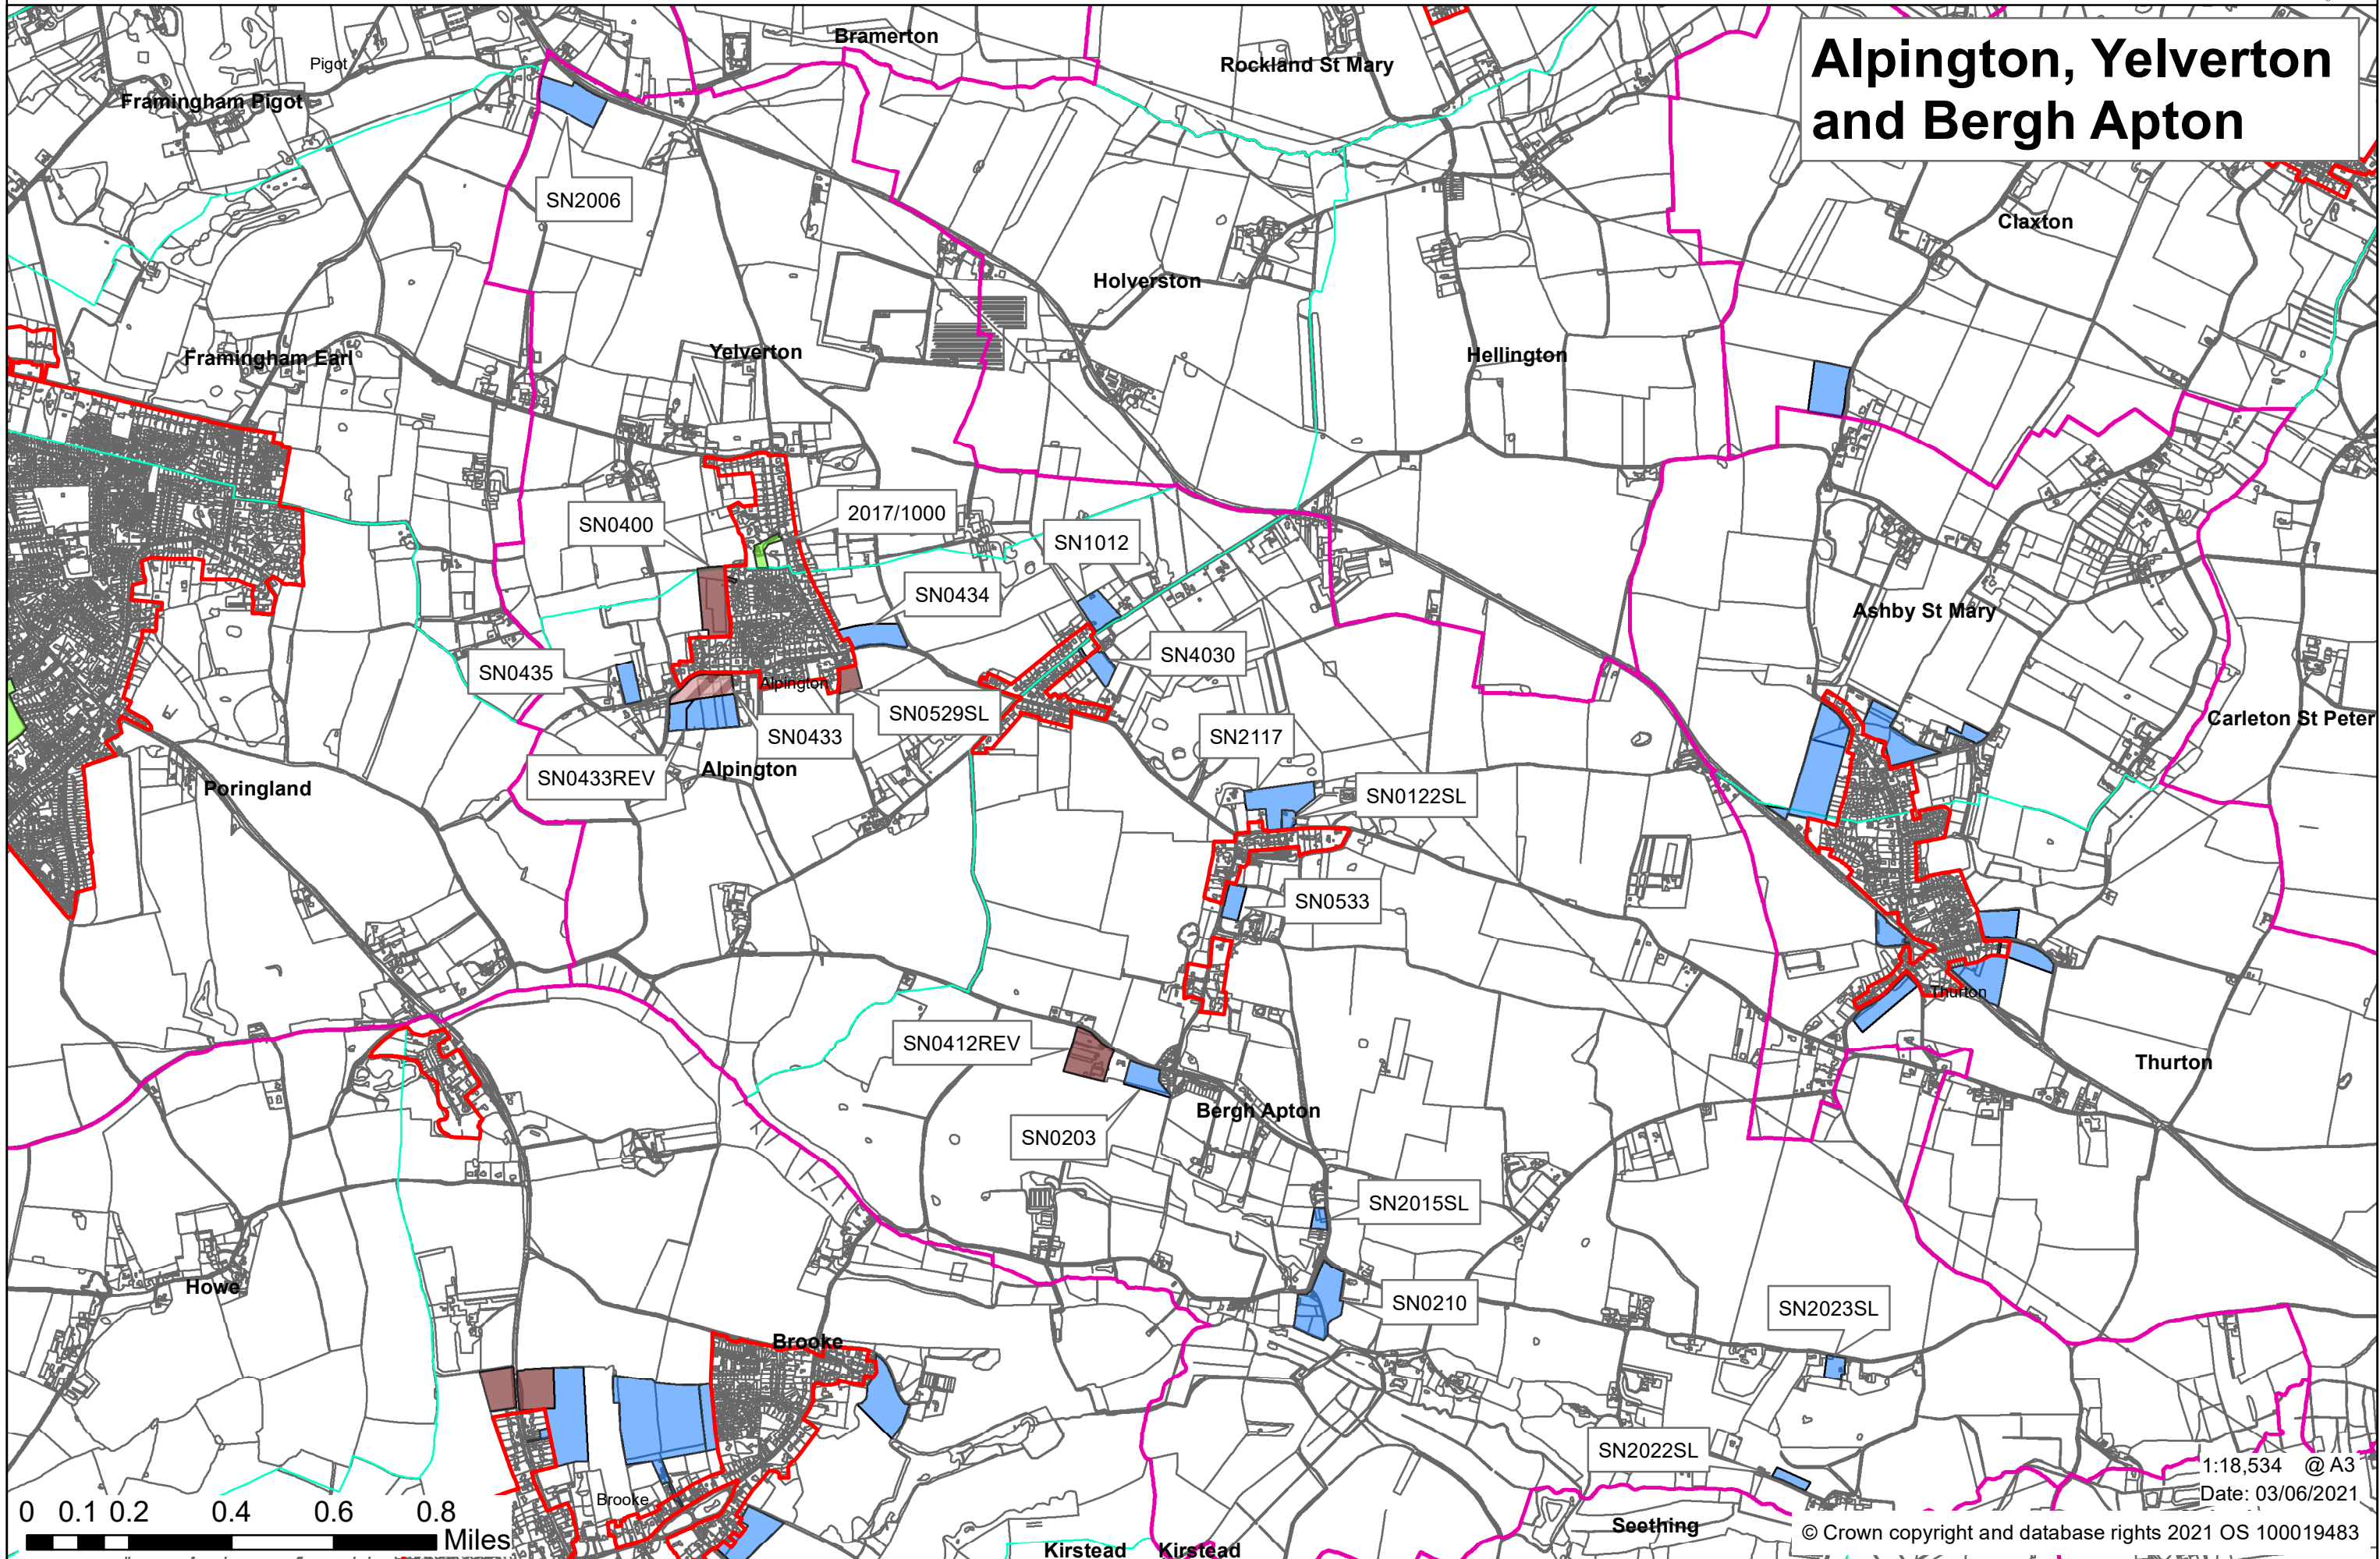 Alpington, Yelverton
and Bergh Apton
Bramerton
Pigot
Rockland St Mary
Framingham Pigot
SN2006
Claxton
Holverston
Framingham Earl
Yelverton
Hellington
SN0400
2017/1000
SN1012
SN0434
Ashby St Mary
SN4030
SN0435
Alpington
SN0529SL
Carleton St Peter
SN0433
SN2117
SN0433REV
Alpington
Poringland
SN0122SL
SN0533
Thurton
SN0412REV
Thurton
Bergh Apton
SN0203
SN2015SL
Howe
SN0210
SN2023SL
Brooke
SN2022SL
1:18,534 @ A3
Date: 03/06/2021
Brooke
0 0.1 0.2 0.4 0.6 0.8
Miles
Seething
© Crown copyright and database rights 2021 OS 100019483
Kirstead Kirstead